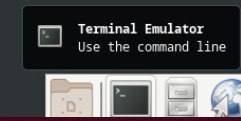 Terminal Emulator
Use the command line